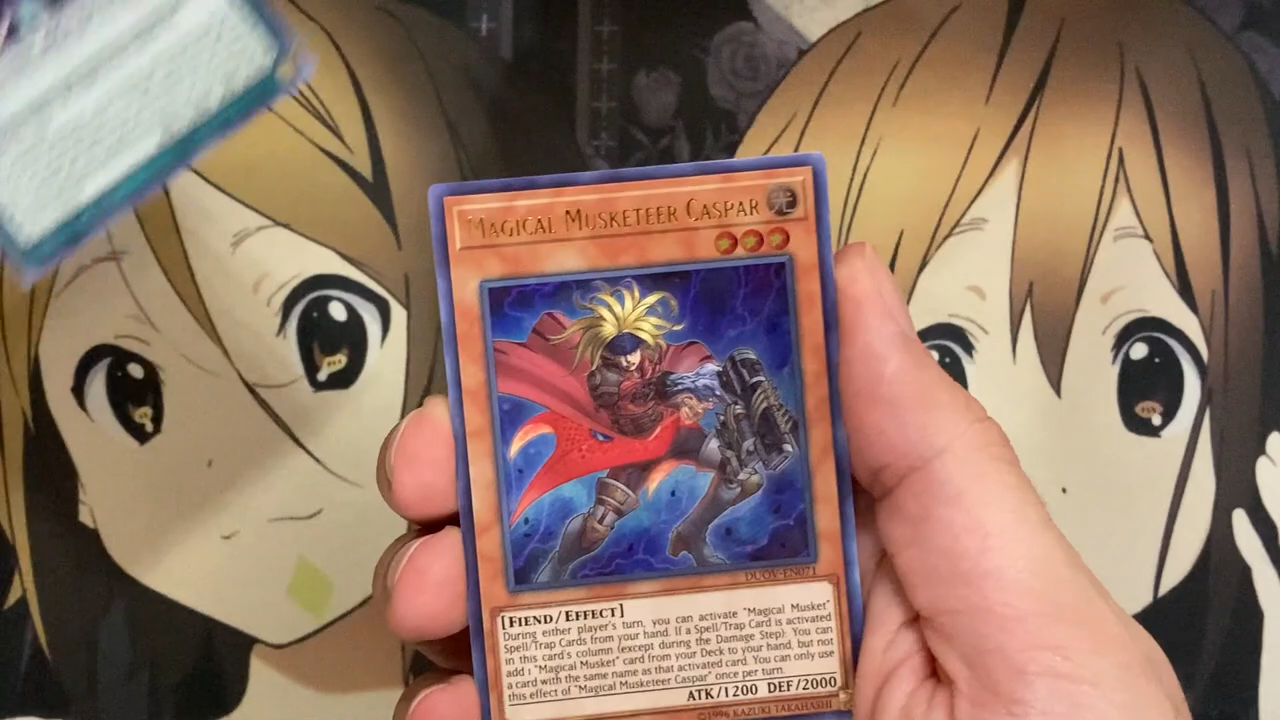 MAGICAL MUSKETEER CASPAR
光
DUOV-EN071
[FIEND/EFFECT]
During either player's turn, you can activate "Magical Musket"
Spell/Trap Cards from your hand. If a Spell/Trap Card is activated
in this card's column (except during the Damage Step): You can
add 1 "Magical Musket" card from your Deck to your hand, but not
a card with the same name as that activated card. You can only use
this effect of "Magical Musketeer Caspar" once per turn.
ATK/1200 DEF/2000
©1996 KAZUKI TAKAHASHI